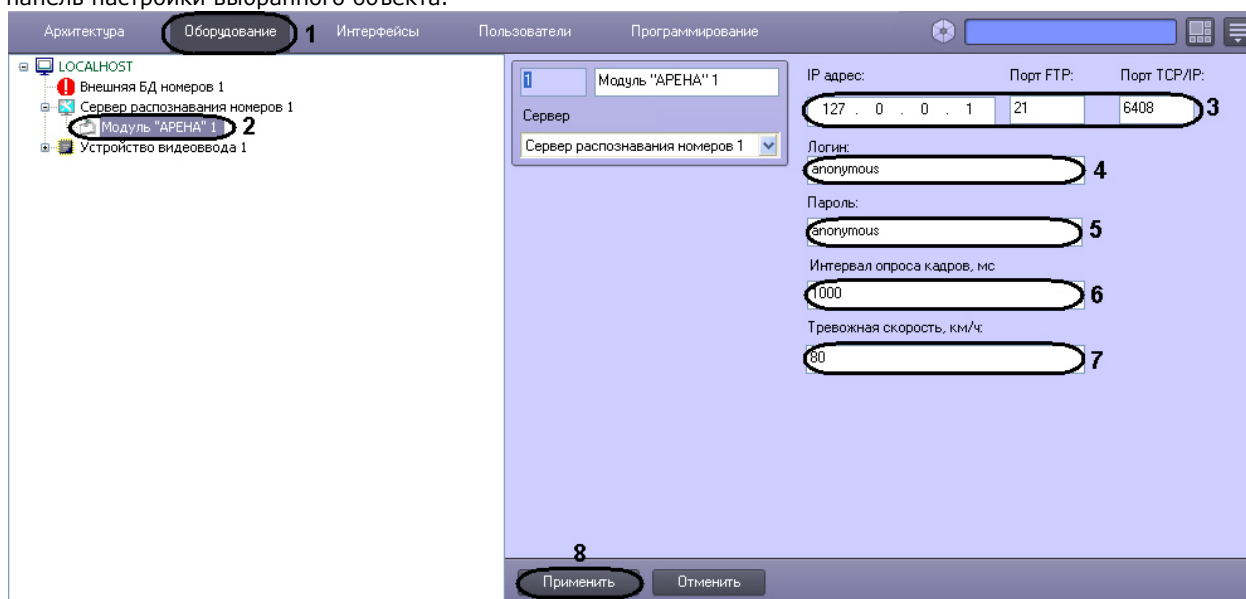 панель настройки выбранного объекта.
Архитектура Оборудование 1 Интерфейсы Пользователи Программирование
LOCALHOST
Внешняя БД номеров 1
Сервер распознавания номеров 1
Модуль "АРЕНА" 1 2
Устройство видеоввода 1
1 Модуль "АРЕНА" 1
Сервер
Сервер распознавания номеров 1
IP адрес: Порт FTP: Порт TCP/IP:
127 . 0 . 0 . 1 21 6408 3
Логин:
anonymous 4
Пароль:
anonymous 5
Интервал опроса кадров, мс
1000 6
Тревожная скорость, км/ч:
80 7
8
Применить Отменить